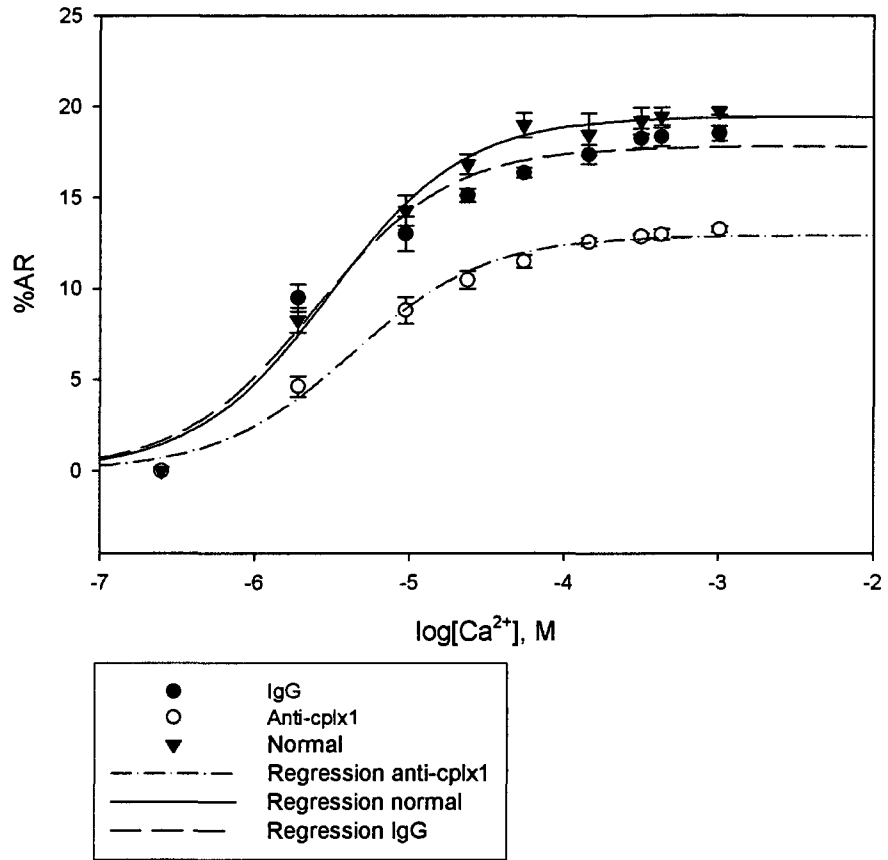 25
20
15
10
5
0
%AR
-7 -6 -5 -4 -3 -2
log[Ca²⁺], M
IgG
Anti-cplx1
Normal
Regression anti-cplx1
Regression normal
Regression IgG